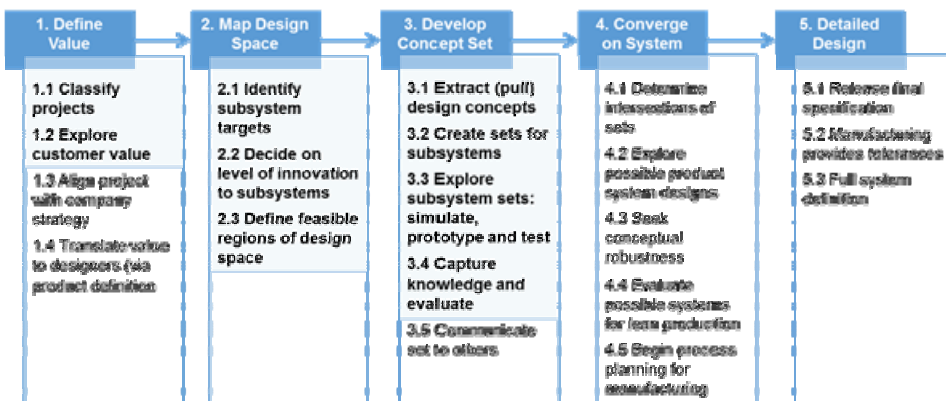 1. Define
Value
2. Map Design
Space
3. Develop
Concept Set
4. Converge
on System
5. Detailed
Design
1.1 Classify
projects
1.2 Explore
customer value
1.3 Align project
with company
strategy
1.4 Translate value
to designers (via
product definition
2.1 Identify
subsystem
targets
2.2 Decide on
level of innovation
to subsystems
2.3 Define feasible
regions of design
space
3.1 Extract (pull)
design concepts
3.2 Create sets for
subsystems
3.3 Explore
subsystem sets:
simulate,
prototype and test
3.4 Capture
knowledge and
evaluate
3.5 Communicate
set to others
4.1 Determine
intersections of
sets
4.2 Explore
possible product
system designs
4.3 Seek
conceptual
robustness
4.4 Evaluate
possible systems
for lean production
4.5 Begin process
planning for
manufacturing
5.1 Release final
specification
5.2 Manufacturing
provides tolerances
5.3 Full system
definition